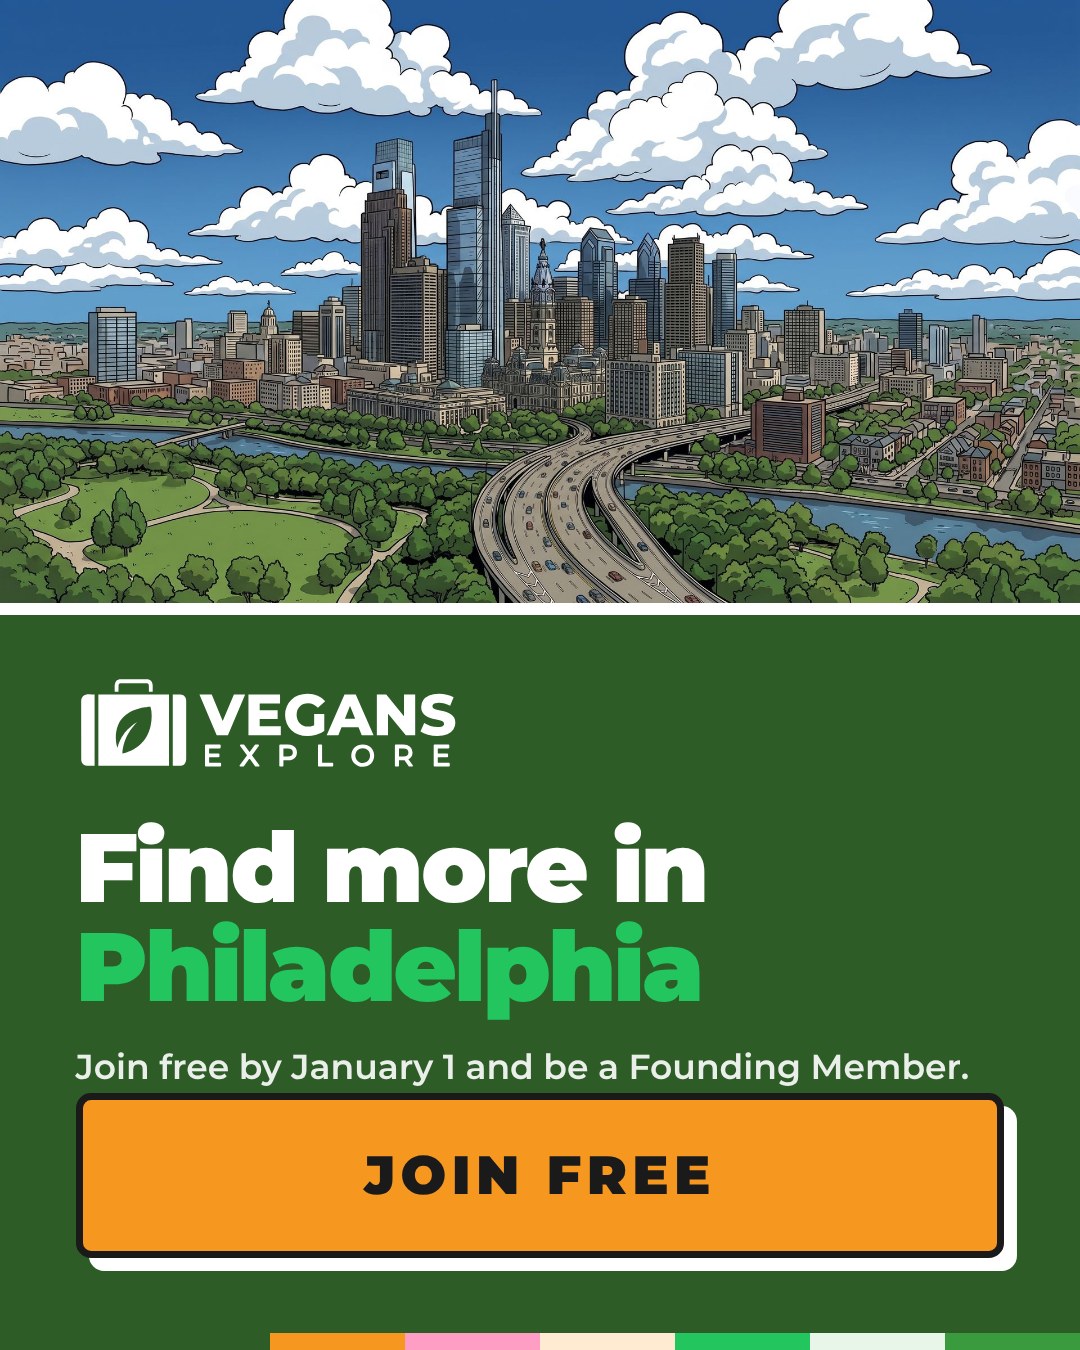 VEGANS
EXPLORE
Find more in
Philadelphia
Join free by January 1 and be a Founding Member.
JOIN FREE